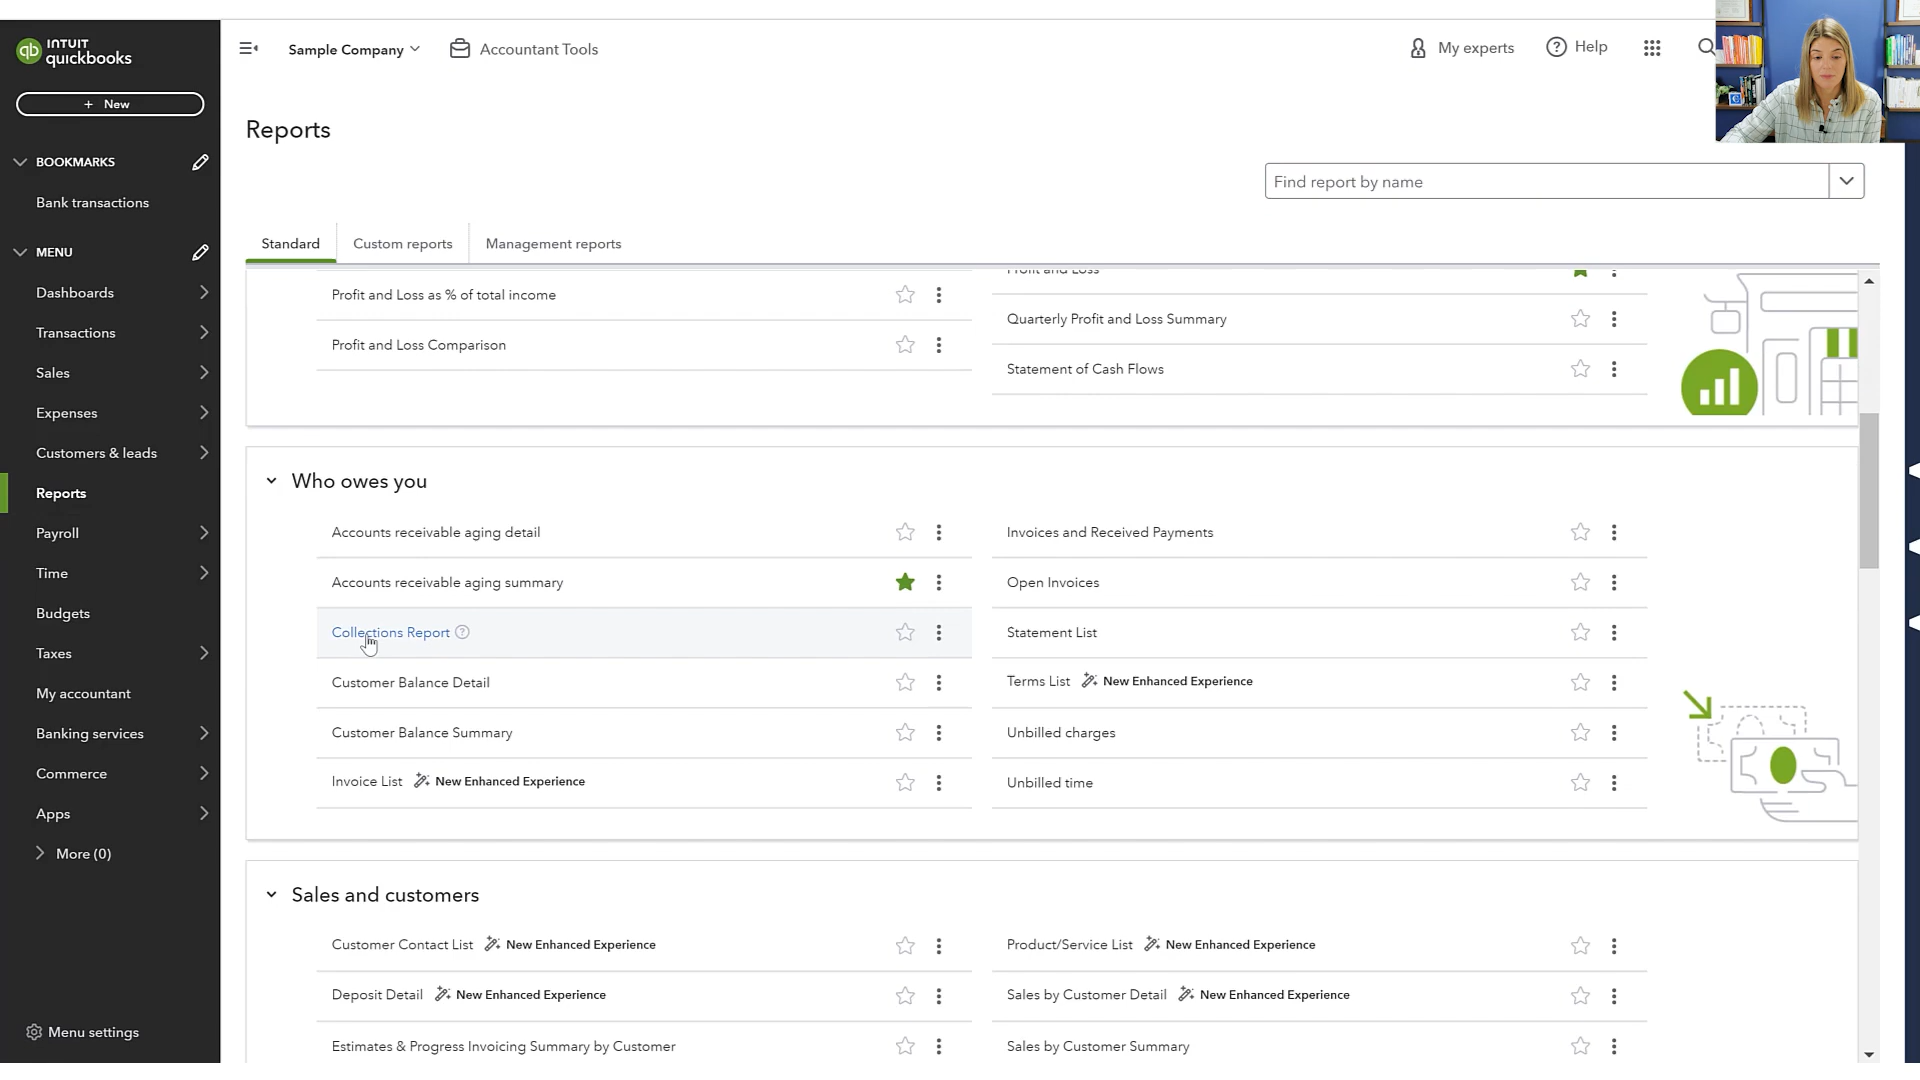 INTUIT
quickbooks
Sample Company
Accountant Tools
My experts
Help
+ New
Reports
BOOKMARKS
Bank transactions
Find report by name
MENU
Standard
Custom reports
Management reports
Dashboards
Transactions
Sales
Expenses
Customers & leads
Reports
Payroll
Time
Budgets
Taxes
My accountant
Banking services
Commerce
Apps
More (0)
Menu settings
Profit and Loss as % of total income
Profit and Loss Comparison
Profit and Loss
Quarterly Profit and Loss Summary
Statement of Cash Flows
Who owes you
Accounts receivable aging detail
Accounts receivable aging summary
Collections Report
Customer Balance Detail
Customer Balance Summary
Invoice List New Enhanced Experience
Invoices and Received Payments
Open Invoices
Statement List
Terms List New Enhanced Experience
Unbilled charges
Unbilled time
Sales and customers
Customer Contact List New Enhanced Experience
Deposit Detail New Enhanced Experience
Estimates & Progress Invoicing Summary by Customer
Product/Service List New Enhanced Experience
Sales by Customer Detail New Enhanced Experience
Sales by Customer Summary